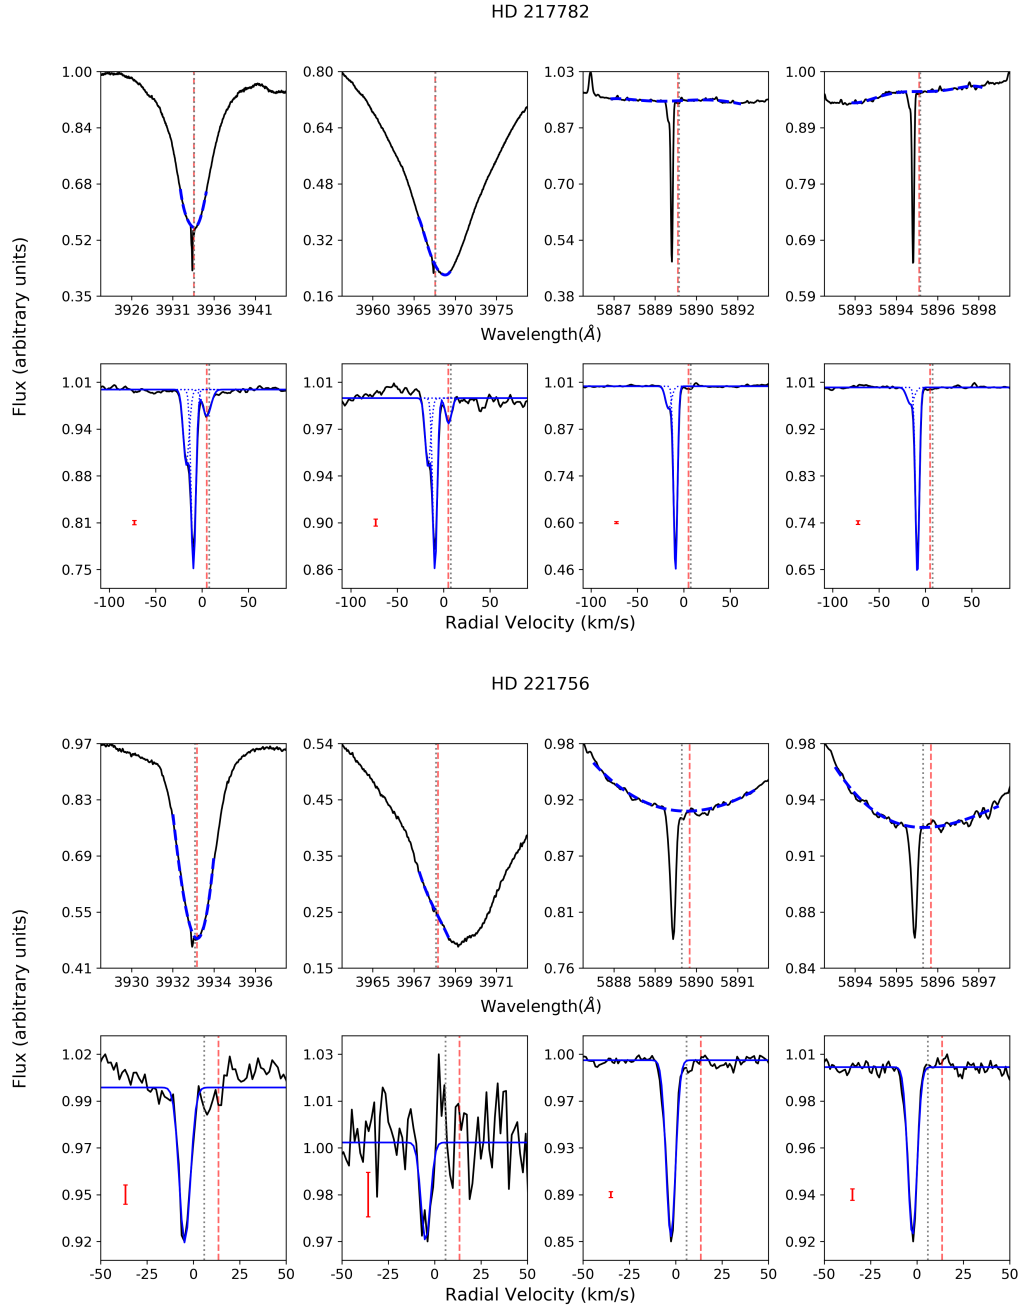 HD 217782
1.00 0.80 1.03 1.00
0.84 0.64 0.87 0.89
0.68 0.48 0.70 0.79
0.52 0.32 0.54 0.69
0.35 0.16 0.38 0.59
3926 3931 3936 3941 3960 3965 3970 3975 5887 5889 5890 5892 5893 5894 5896 5898
Wavelength(Å)
Flux (arbitrary units)
1.01 1.01 1.01 1.02
0.94 0.97 0.87 0.92
0.88 0.94 0.74 0.83
0.81 0.90 0.60 0.74
0.75 0.86 0.46 0.65
-100 -50 0 50 -100 -50 0 50 -100 -50 0 50 -100 -50 0 50
Radial Velocity (km/s)
HD 221756
0.97 0.54 0.98 0.98
0.83 0.45 0.92 0.94
0.69 0.35 0.87 0.91
0.55 0.25 0.81 0.88
0.41 0.15 0.76 0.84
3930 3932 3934 3936 3965 3967 3969 3971 5888 5889 5890 5891 5894 5895 5896 5897
Wavelength(Å)
Flux (arbitrary units)
1.02 1.03 1.00 1.01
0.99 1.01 0.97 0.98
0.97 1.00 0.93 0.96
0.95 0.98 0.89 0.94
0.92 0.97 0.85 0.92
-50 -25 0 25 50 -50 -25 0 25 50 -50 -25 0 25 50 -50 -25 0 25 50
Radial Velocity (km/s)